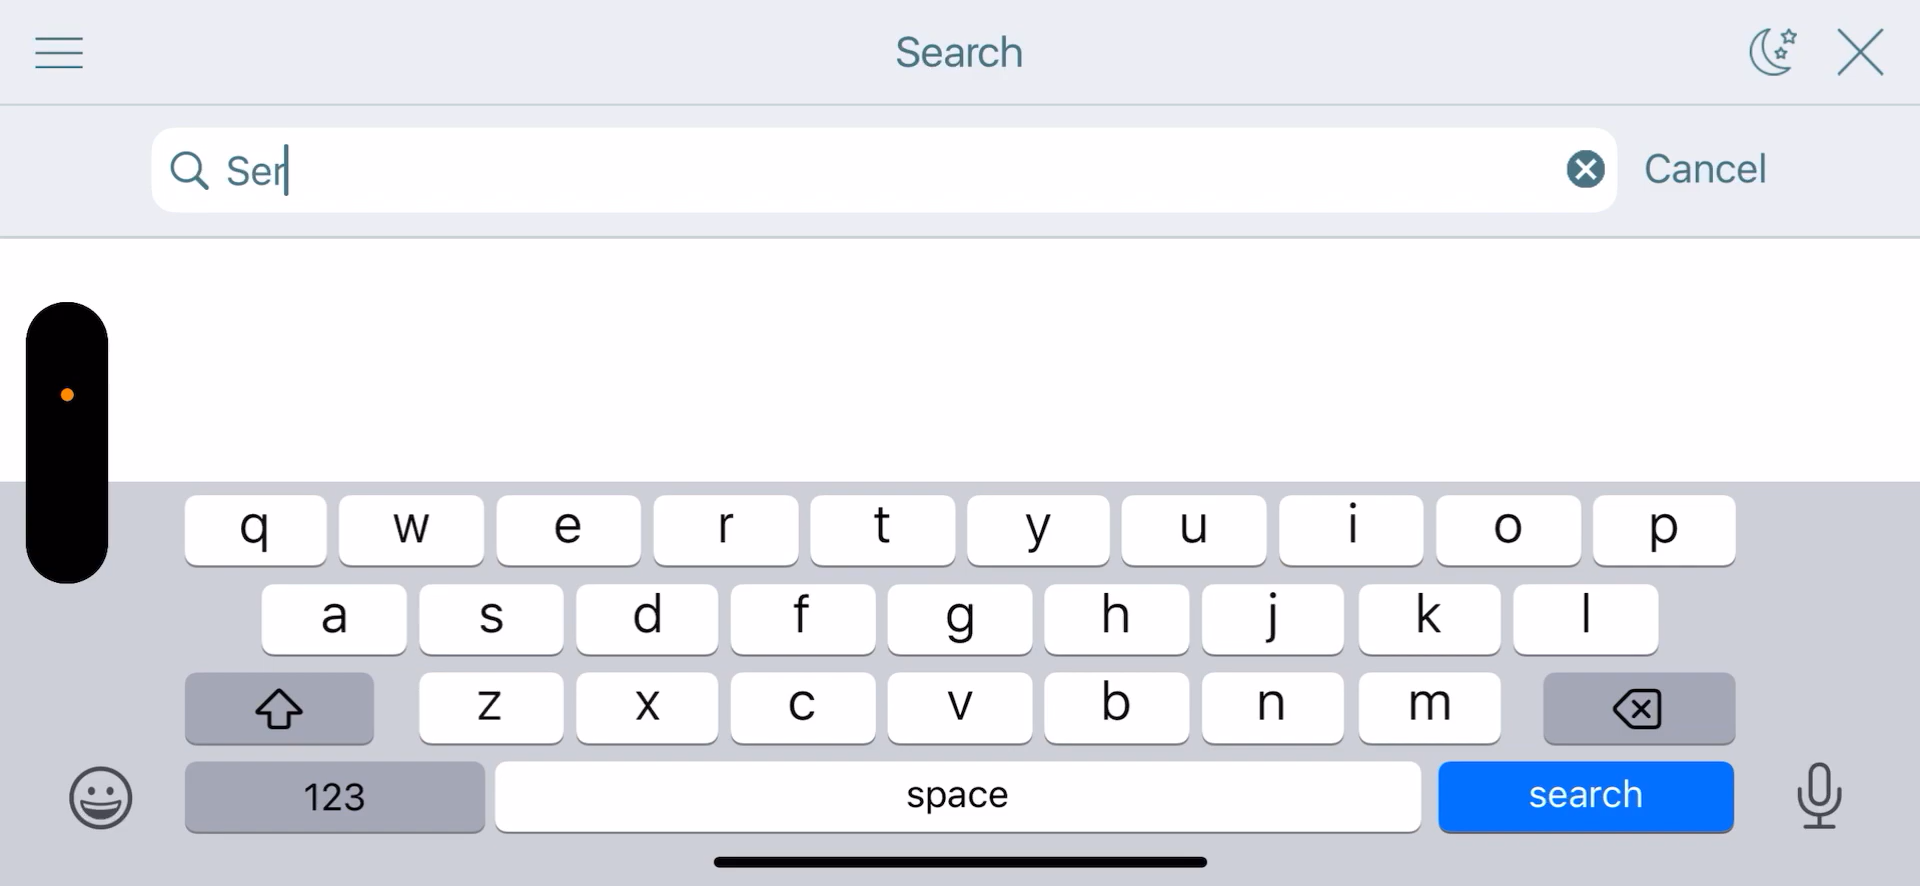 Search
Ser
Cancel
q w e r t y u i o p
a s d f g h j k l
z x c v b n m
123 space search